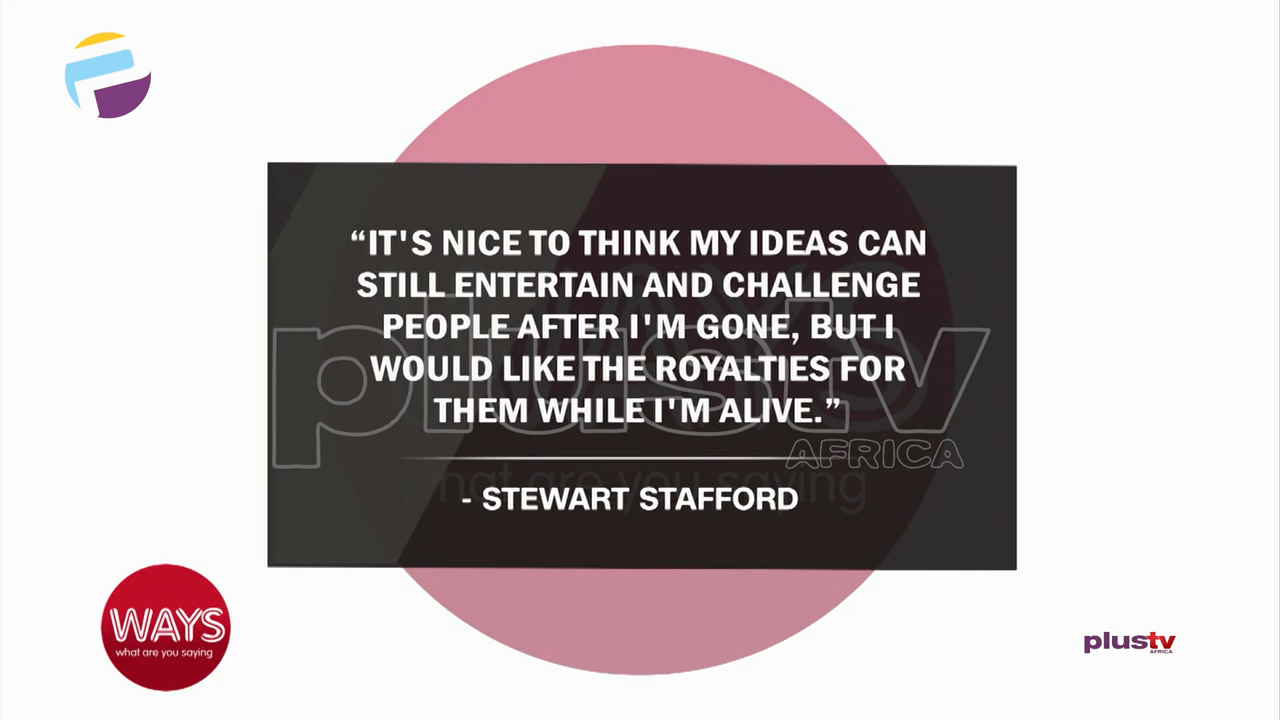 “IT'S NICE TO THINK MY IDEAS CAN
STILL ENTERTAIN AND CHALLENGE
PEOPLE AFTER I'M GONE, BUT I
WOULD LIKE THE ROYALTIES FOR
THEM WHILE I'M ALIVE.”
plustv
AFRICA
what are you saying
- STEWART STAFFORD
WAYS
what are you saying
plustv
AFRICA